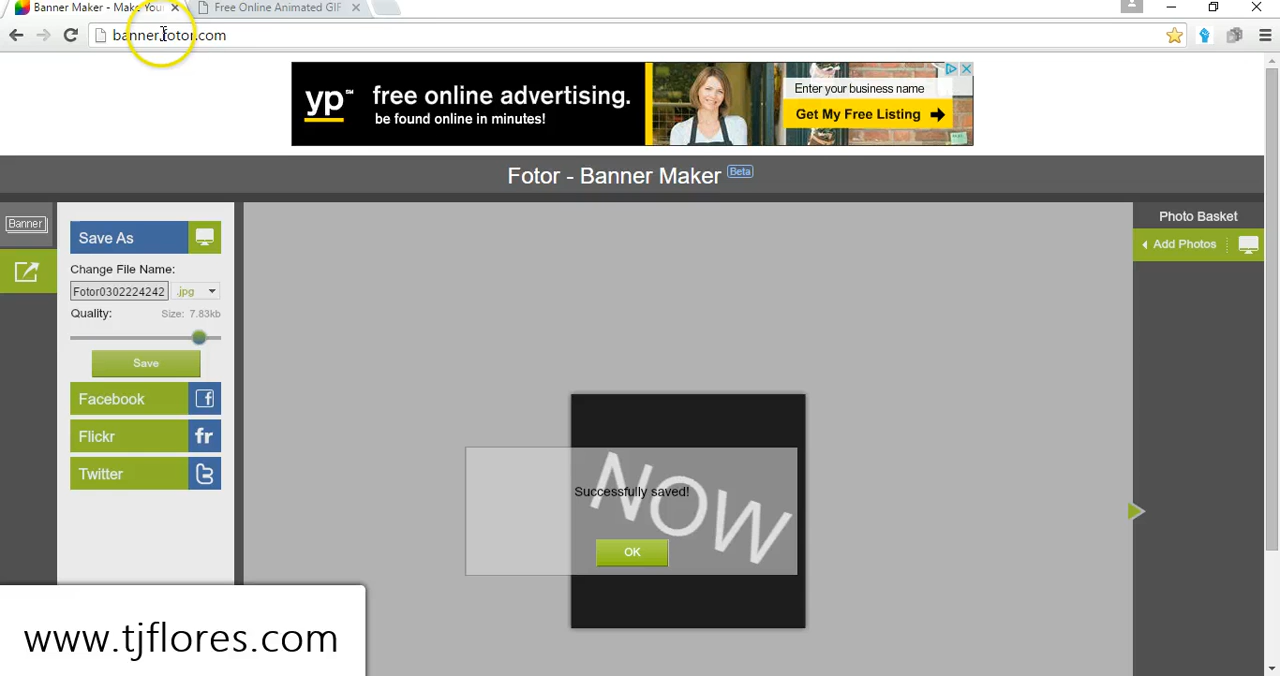 Banner Maker - Make You
Free Online Animated GIF
banner.fotor.com
yp™
free online advertising.
be found online in minutes!
Enter your business name
Get My Free Listing
Fotor - Banner Maker Beta
Banner
Save As
Change File Name:
Fotor0302224242 .jpg
Quality: Size: 7.83kb
Save
Facebook f
Flickr fr
Twitter t
Photo Basket
Add Photos
NOW
Successfully saved!
OK
www.tjflores.com